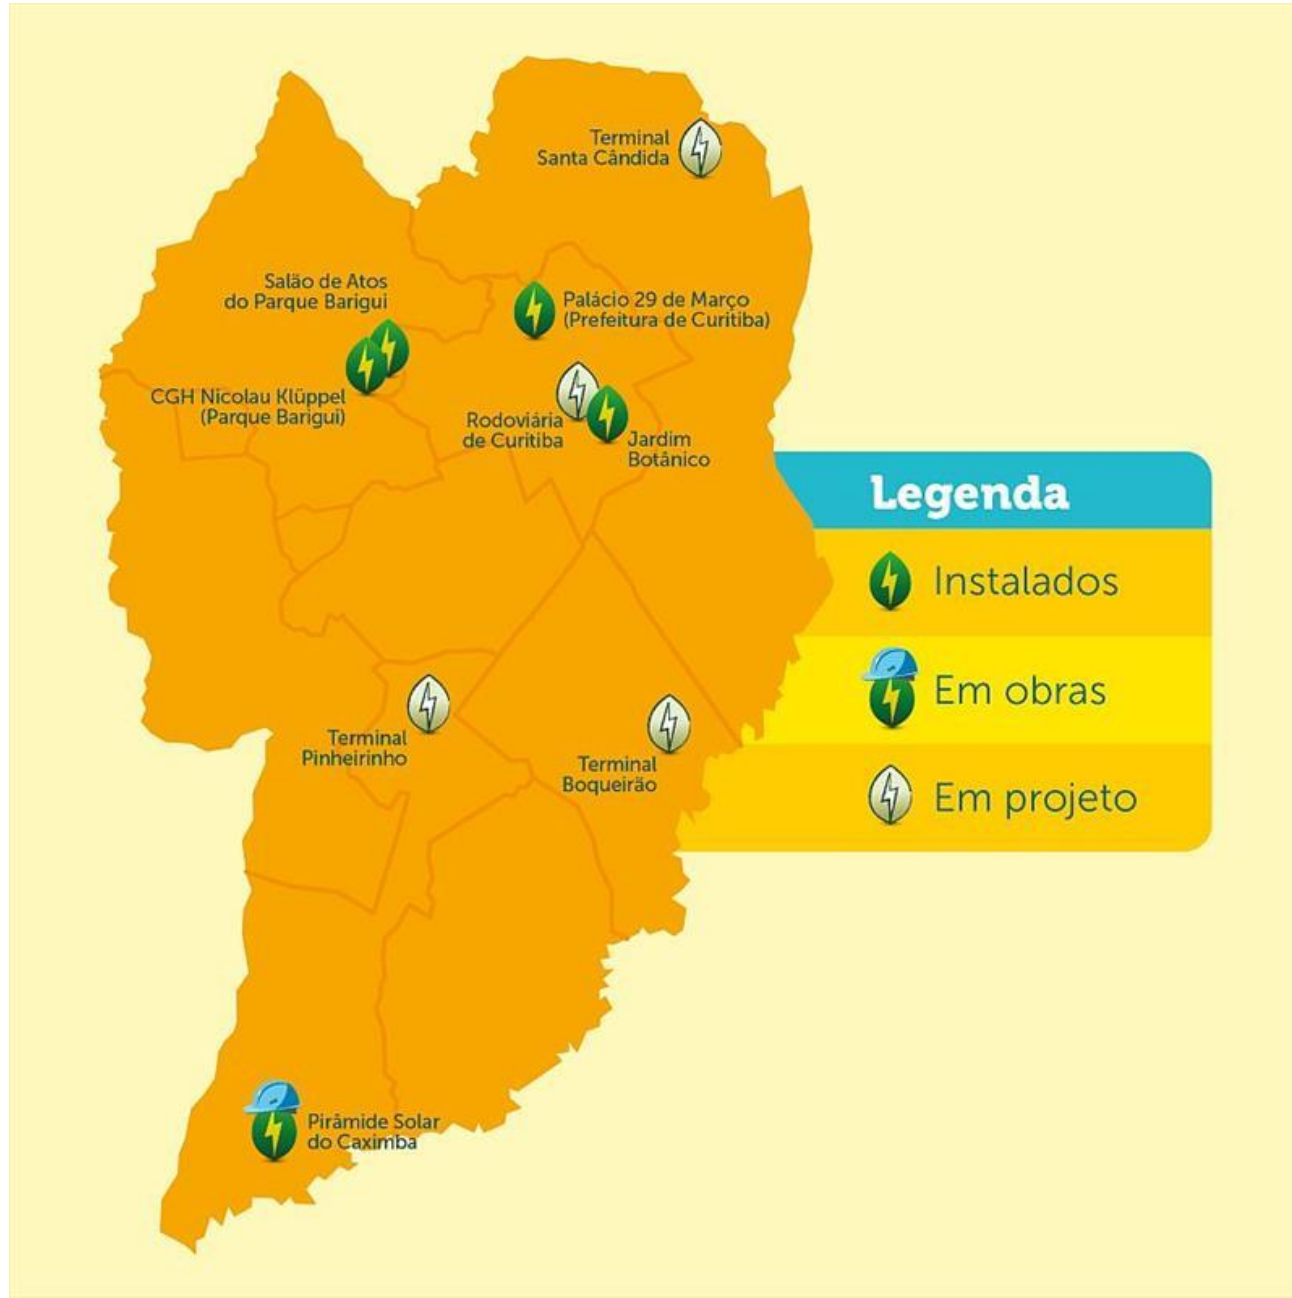 Terminal
Santa Cândida
Salão de Atos
do Parque Barigui
Palácio 29 de Março
(Prefeitura de Curitiba)
CGH Nicolau Klüppel
(Parque Barigui)
Rodoviária
de Curitiba
Jardim
Botânico
Legenda
Instalados
Em obras
Em projeto
Terminal
Pinheirinho
Terminal
Boqueirão
Pirâmide Solar
do Caximba